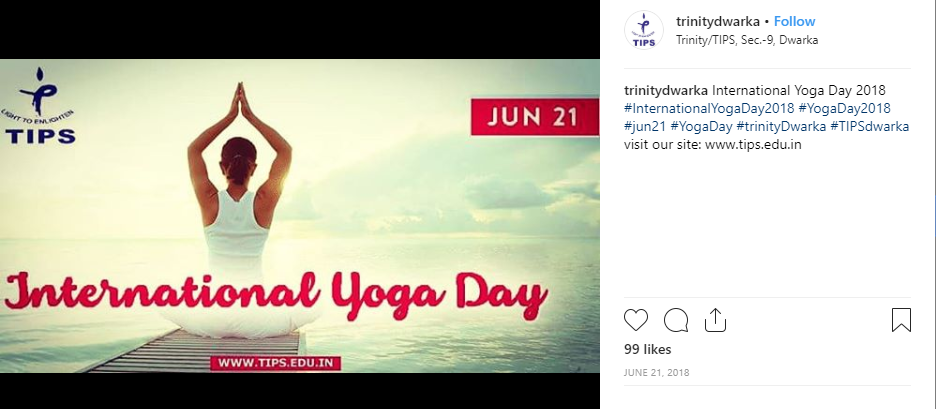 LIGHT TO ENLIGHTEN
TIPS
JUN 21
International Yoga Day
WWW.TIPS.EDU.IN
TIPS
trinitydwarka • Follow
Trinity/TIPS, Sec.-9, Dwarka
trinitydwarka International Yoga Day 2018
#InternationalYogaDay2018 #YogaDay2018
#jun21 #YogaDay #trinityDwarka #TIPSdwarka
visit our site: www.tips.edu.in
99 likes
JUNE 21, 2018